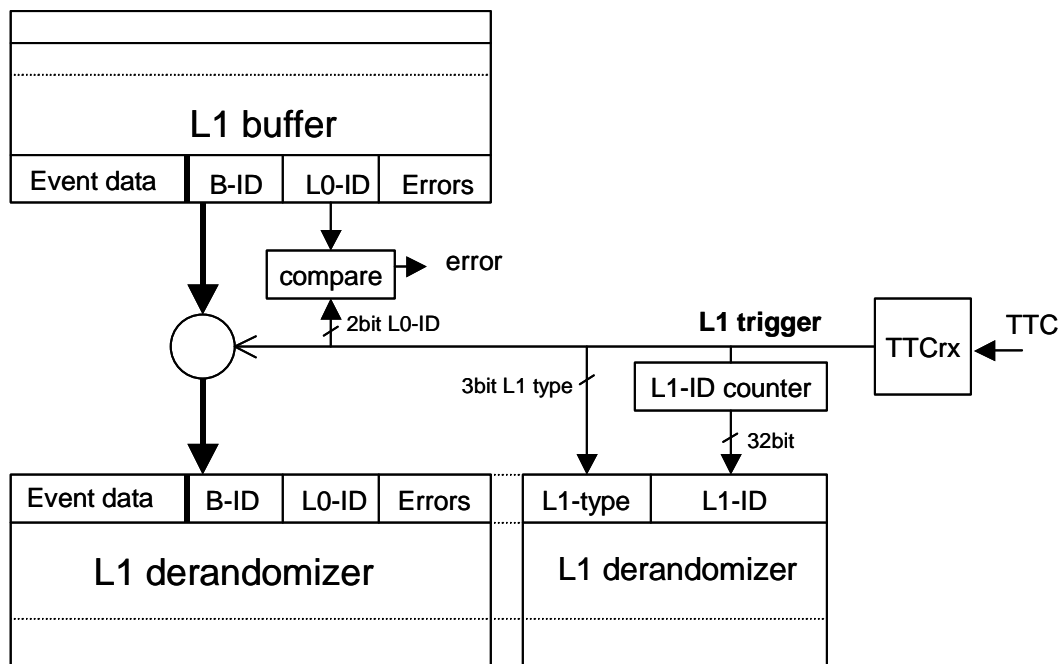 L1 buffer
Event data B-ID L0-ID Errors
compare
error
2bit L0-ID
L1 trigger
TTCrx
TTC
3bit L1 type
L1-ID counter
32bit
Event data B-ID L0-ID Errors
L1-type L1-ID
L1 derandomizer
L1 derandomizer